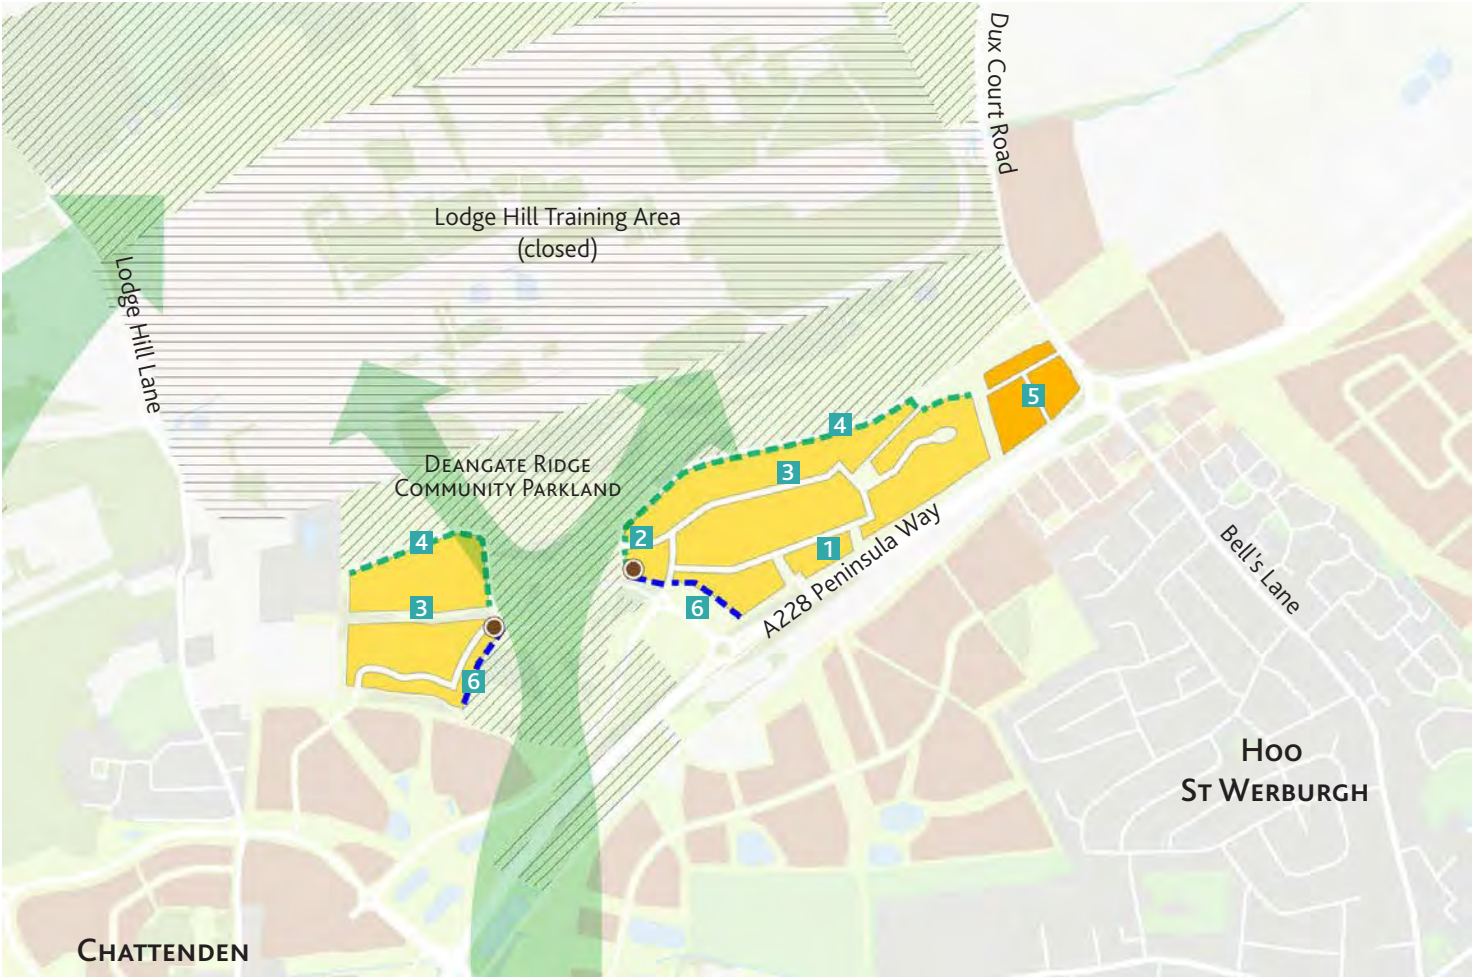 Dux Court Road
Lodge Hill Training Area
(closed)
Lodge Hill Lane
5
4
3
Deangate Ridge
Community Parkland
2
4
1
A228 Peninsula Way
Bell's Lane
3
6
6
Hoo
St Werburgh
Chattenden